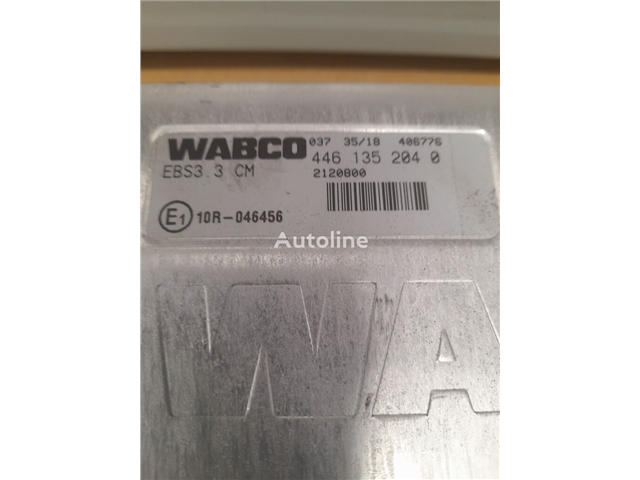 WABCO 037 35/18 406776
446 135 204 0
EBS3.3 CM 2120800
E1 10R-046456
Autoline
WA